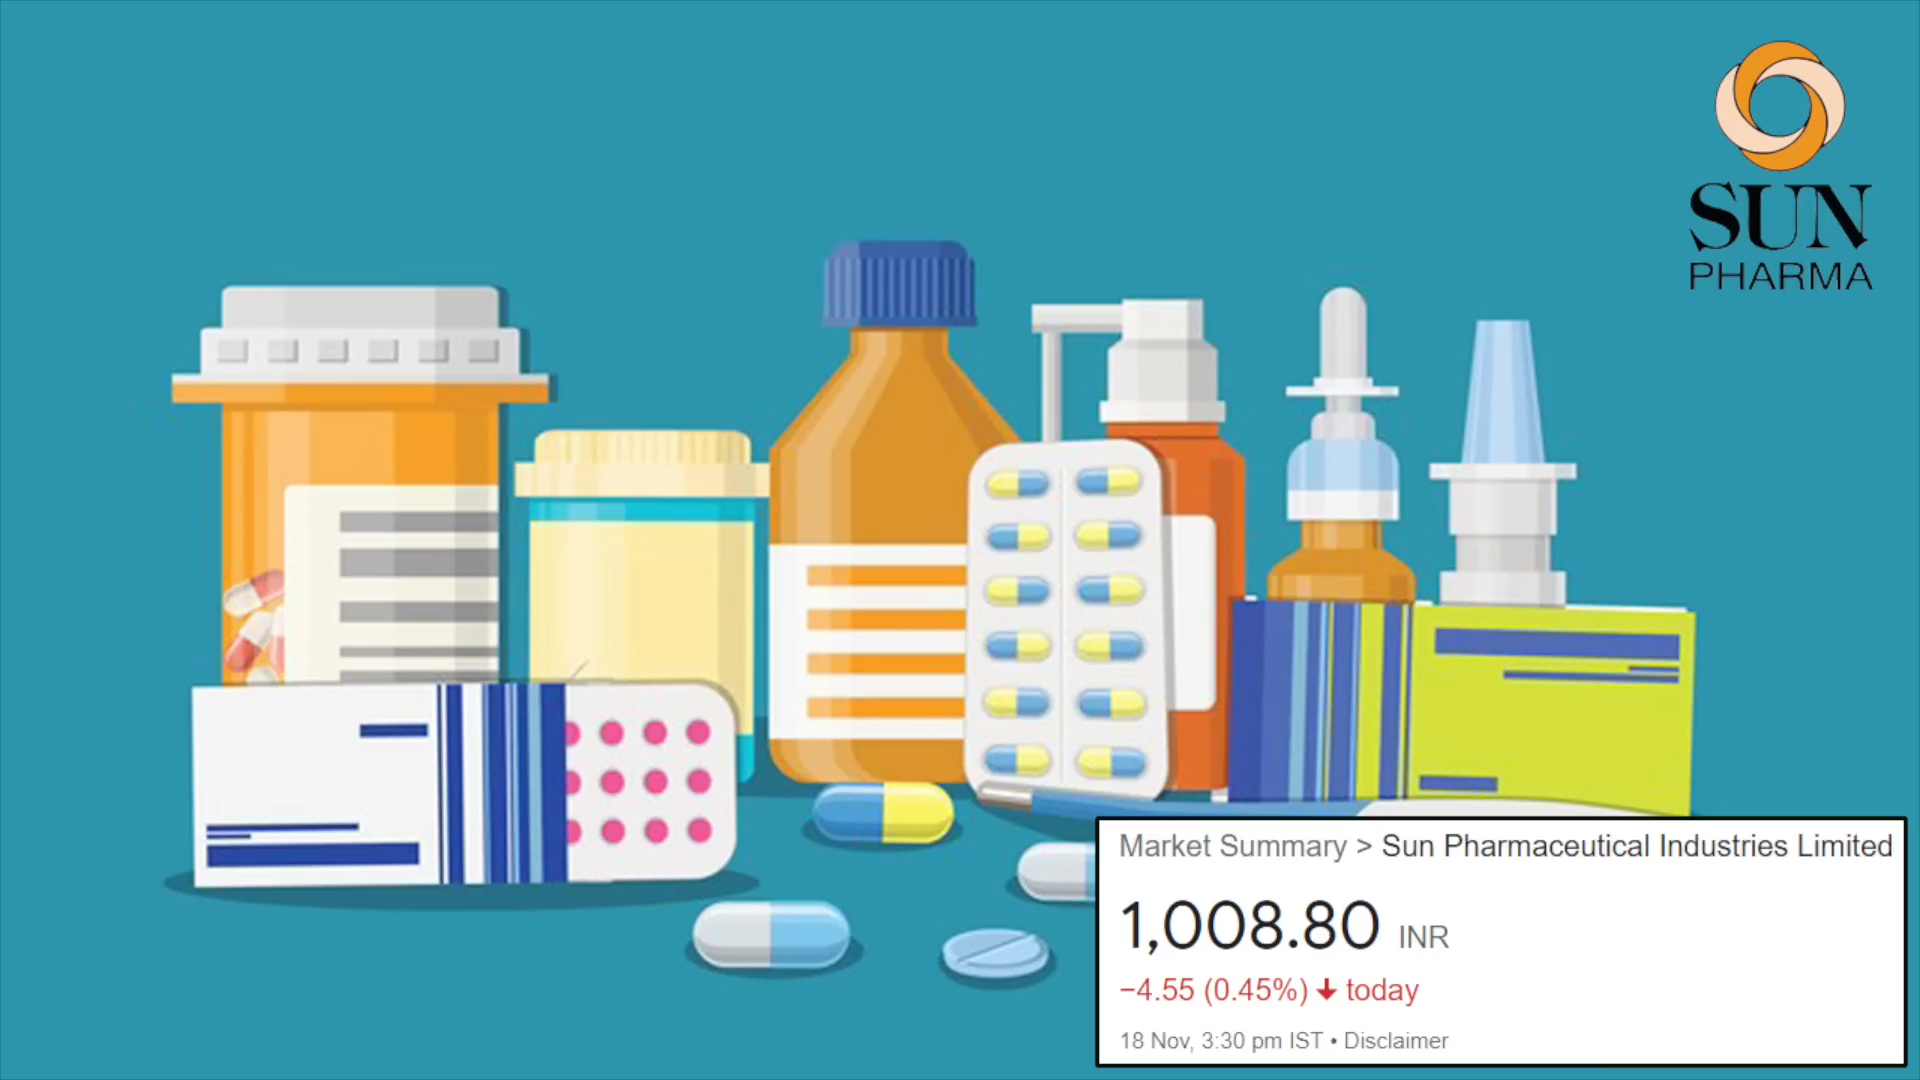 SUN
PHARMA
Market Summary > Sun Pharmaceutical Industries Limited
1,008.80 INR
−4.55 (0.45%) ↓ today
18 Nov, 3:30 pm IST • Disclaimer